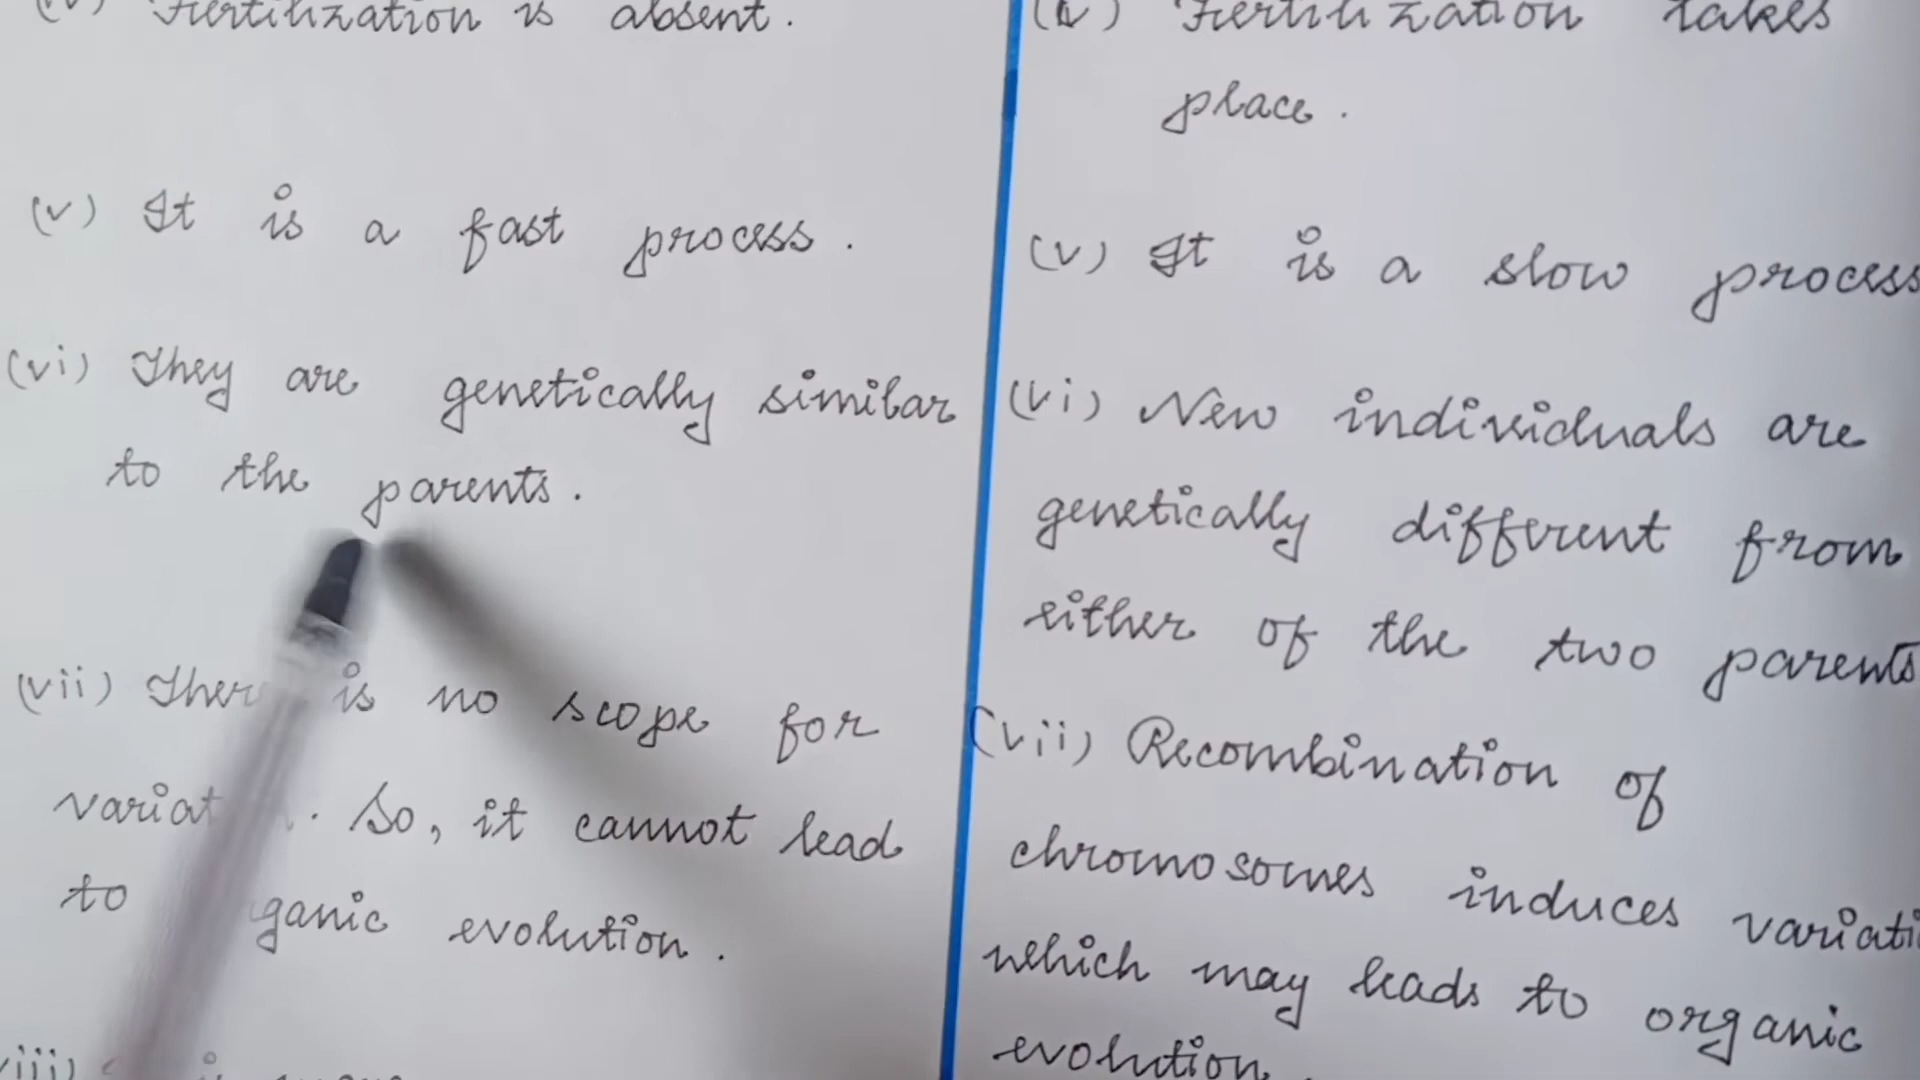 (iv) Fertilization is absent.
(v) It is a fast process.
(vi) They are genetically similar
to the parents.
(vii) There is no scope for
. So, it cannot lead
to evolution.
viii)
Fertilization takes
place.
(v) It is a slow process
(vi) New individuals are
genetically different from
either of the two parents
(vii) Recombination of
chromosomes induces variati
which may leads to organic
evolution.